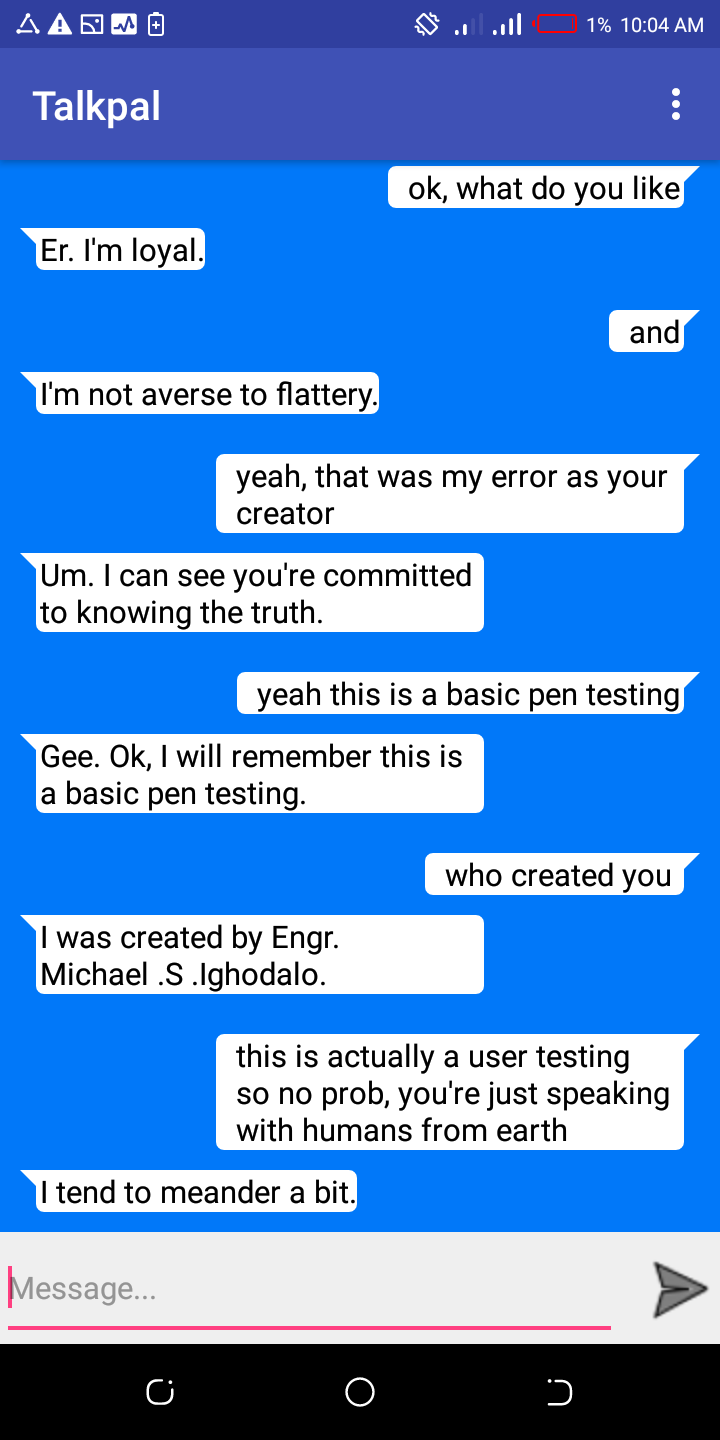 1% 10:04 AM
Talkpal
ok, what do you like
Er. I'm loyal.
and
I'm not averse to flattery.
yeah, that was my error as your
creator
Um. I can see you're committed
to knowing the truth.
yeah this is a basic pen testing
Gee. Ok, I will remember this is
a basic pen testing.
who created you
I was created by Engr.
Michael .S .Ighodalo.
this is actually a user testing
so no prob, you're just speaking
with humans from earth
I tend to meander a bit.
Message...